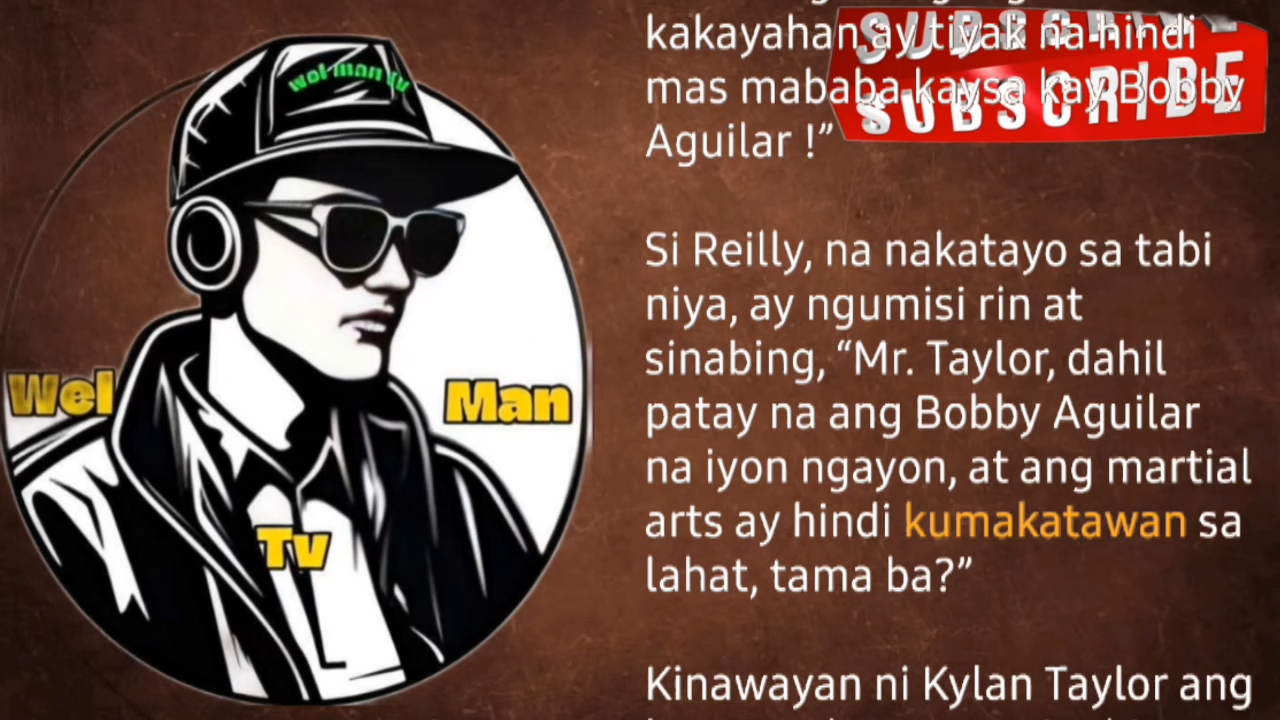 wel man tv
Wel
Man
Tv
SUBSCRIBE
SUBSCRIBE
kakayahan ay tiyak na hindi
mas mababa kaysa kay Bobby
Aguilar !”
Si Reilly, na nakatayo sa tabi
niya, ay ngumisi rin at
sinabing, “Mr. Taylor, dahil
patay na ang Bobby Aguilar
na iyon ngayon, at ang martial
arts ay hindi kumakatawan sa
lahat, tama ba?”
Kinawayan ni Kylan Taylor ang